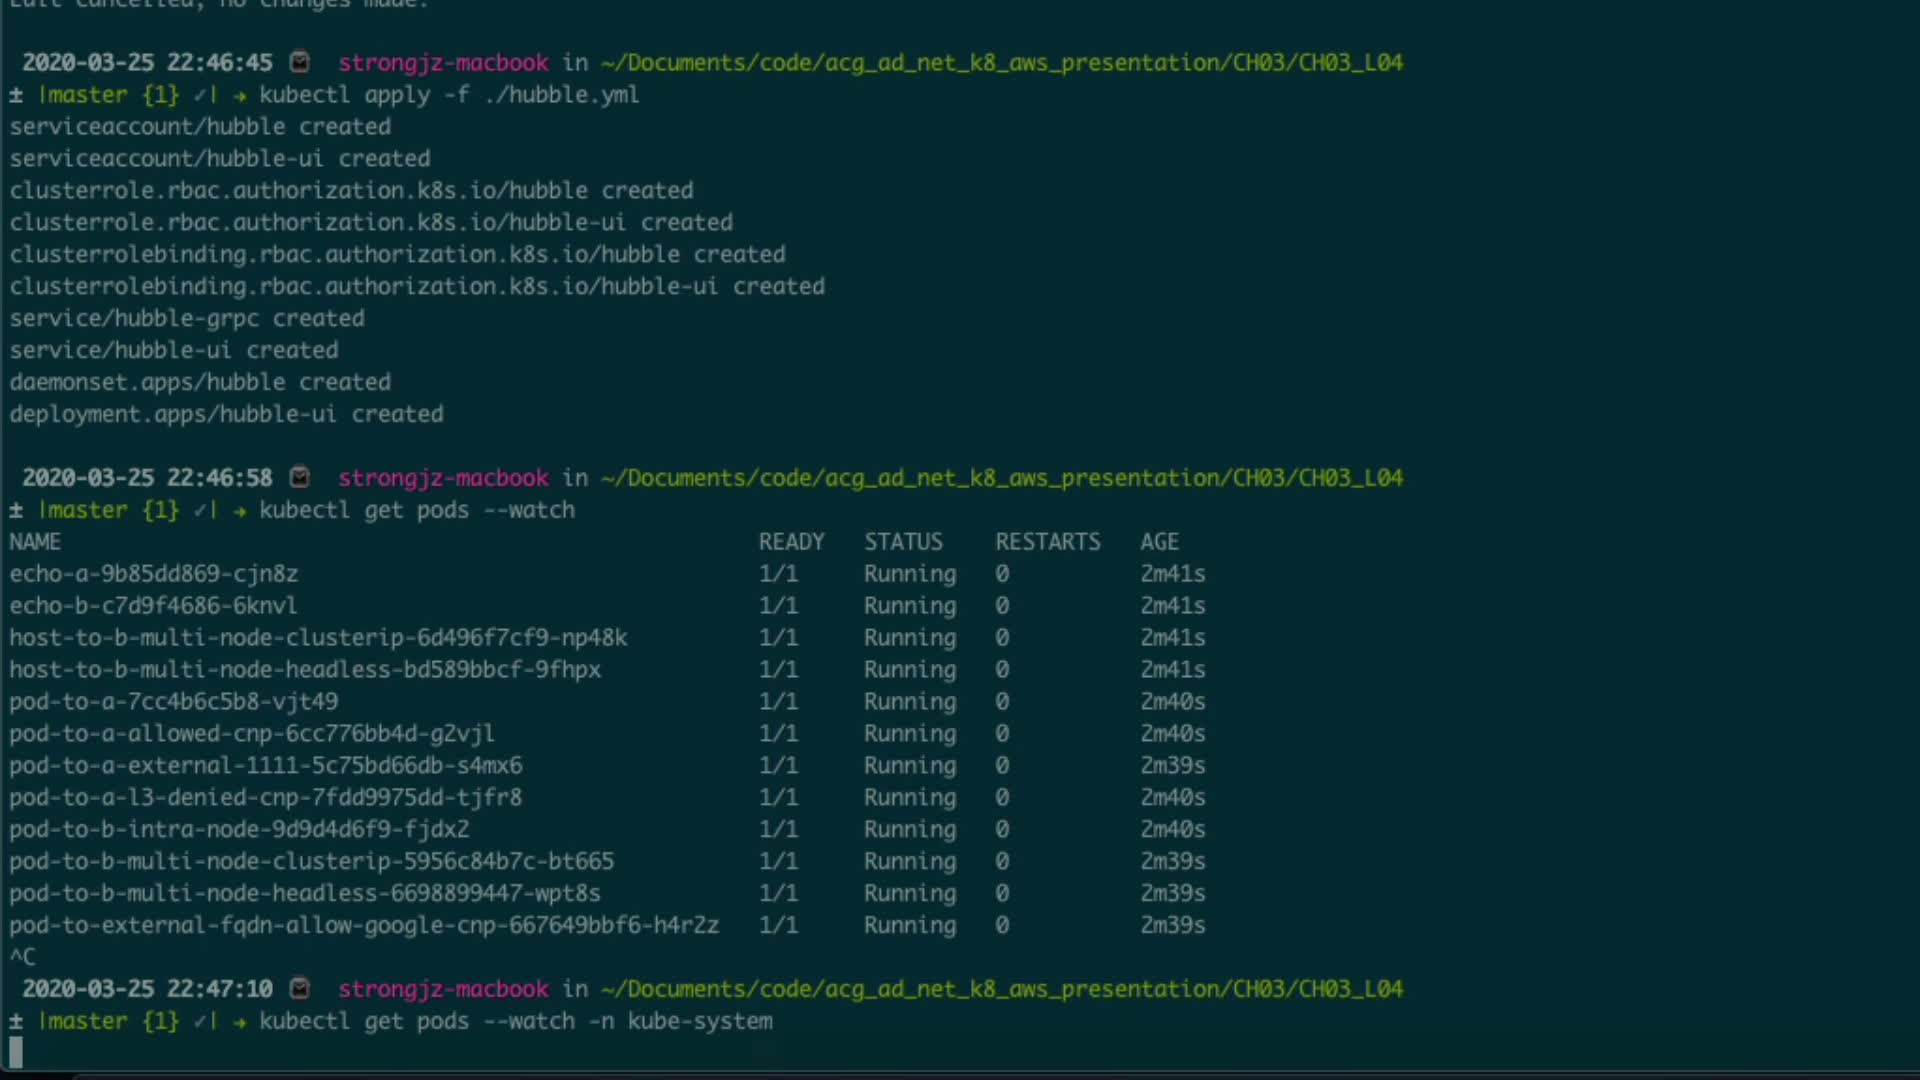 Edit cancelled, no changes made.
2020-03-25 22:46:45 strongjz-macbook in ~/Documents/code/acg_ad_net_k8_aws_presentation/CH03/CH03_L04
± |master {1} ✓| → kubectl apply -f ./hubble.yml
serviceaccount/hubble created
serviceaccount/hubble-ui created
clusterrole.rbac.authorization.k8s.io/hubble created
clusterrole.rbac.authorization.k8s.io/hubble-ui created
clusterrolebinding.rbac.authorization.k8s.io/hubble created
clusterrolebinding.rbac.authorization.k8s.io/hubble-ui created
service/hubble-grpc created
service/hubble-ui created
daemonset.apps/hubble created
deployment.apps/hubble-ui created
2020-03-25 22:46:58 strongjz-macbook in ~/Documents/code/acg_ad_net_k8_aws_presentation/CH03/CH03_L04
± |master {1} ✓| → kubectl get pods --watch
NAME READY STATUS RESTARTS AGE
echo-a-9b85dd869-cjn8z 1/1 Running 0 2m41s
echo-b-c7d9f4686-6knvl 1/1 Running 0 2m41s
host-to-b-multi-node-clusterip-6d496f7cf9-np48k 1/1 Running 0 2m41s
host-to-b-multi-node-headless-bd589bbcf-9fhpx 1/1 Running 0 2m41s
pod-to-a-7cc4b6c5b8-vjt49 1/1 Running 0 2m40s
pod-to-a-allowed-cnp-6cc776bb4d-g2vjl 1/1 Running 0 2m40s
pod-to-a-external-1111-5c75bd66db-s4mx6 1/1 Running 0 2m39s
pod-to-a-l3-denied-cnp-7fdd9975dd-tjfr8 1/1 Running 0 2m40s
pod-to-b-intra-node-9d9d4d6f9-fjdx2 1/1 Running 0 2m40s
pod-to-b-multi-node-clusterip-5956c84b7c-bt665 1/1 Running 0 2m39s
pod-to-b-multi-node-headless-6698899447-wpt8s 1/1 Running 0 2m39s
pod-to-external-fqdn-allow-google-cnp-667649bbf6-h4r2z 1/1 Running 0 2m39s
^C
2020-03-25 22:47:10 strongjz-macbook in ~/Documents/code/acg_ad_net_k8_aws_presentation/CH03/CH03_L04
± |master {1} ✓| → kubectl get pods --watch -n kube-system